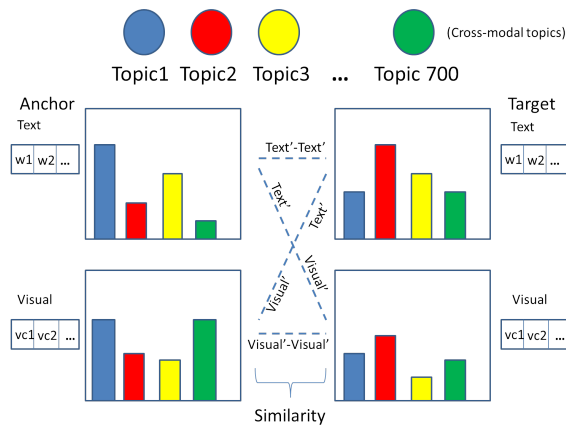 (Cross-modal topics)
Topic1 Topic2 Topic3 ... Topic 700
Anchor
Target
Text
Text
w1 w2 ...
w1 w2 ...
Text'-Text'
Text'
Text'
Visual'
Visual'
Visual
Visual
vc1 vc2 ...
vc1 vc2 ...
Visual'-Visual'
Similarity